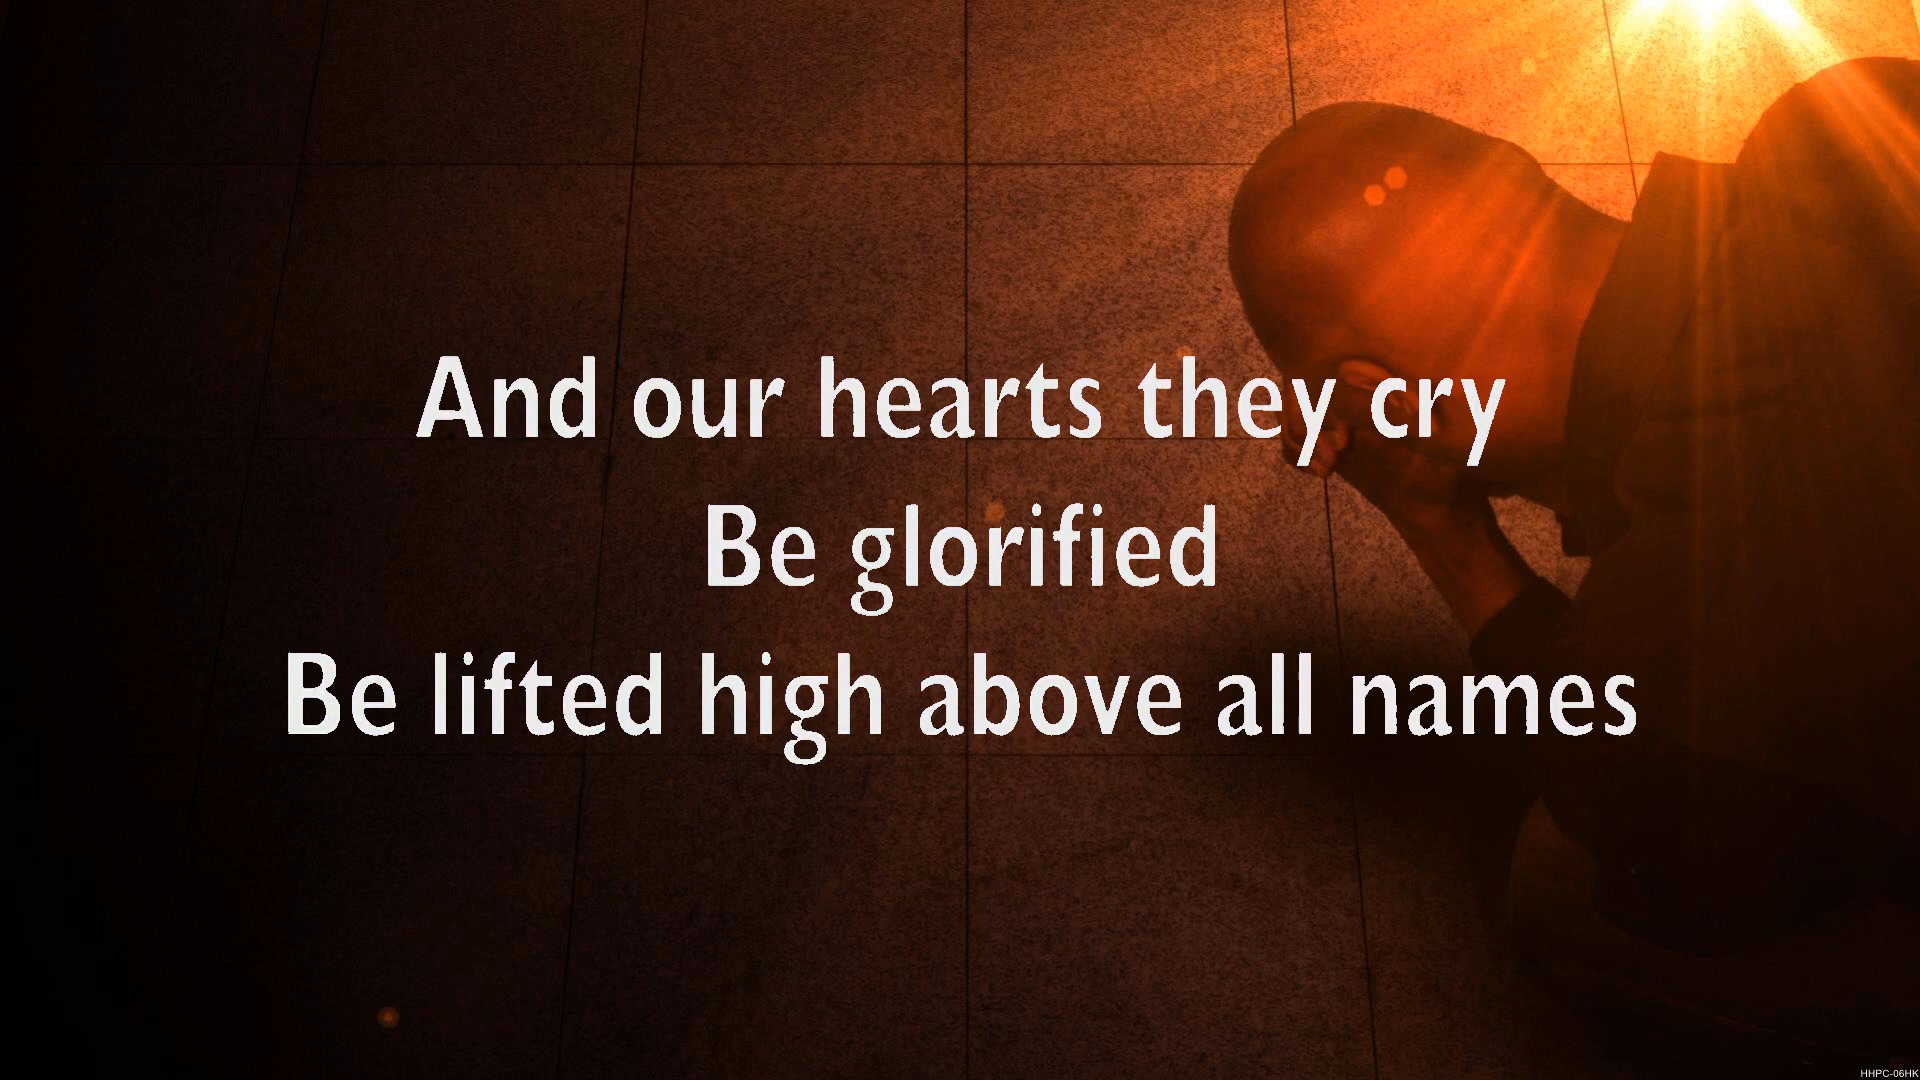 And our hearts they cry
Be glorified
Be lifted high above all names
HHPC-06HK